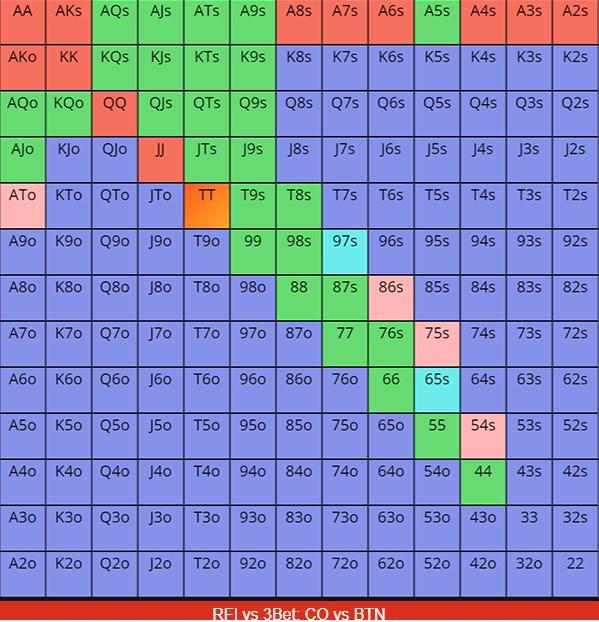 AA AKs AQs AJs ATs A9s A8s A7s A6s A5s A4s A3s A2s
AKo KK KQs KJs KTs K9s K8s K7s K6s K5s K4s K3s K2s
AQo KQo QQ QJs QTs Q9s Q8s Q7s Q6s Q5s Q4s Q3s Q2s
AJo KJo QJo JJ JTs J9s J8s J7s J6s J5s J4s J3s J2s
ATo KTo QTo JTo TT T9s T8s T7s T6s T5s T4s T3s T2s
A9o K9o Q9o J9o T9o 99 98s 97s 96s 95s 94s 93s 92s
A8o K8o Q8o J8o T8o 98o 88 87s 86s 85s 84s 83s 82s
A7o K7o Q7o J7o T7o 97o 87o 77 76s 75s 74s 73s 72s
A6o K6o Q6o J6o T6o 96o 86o 76o 66 65s 64s 63s 62s
A5o K5o Q5o J5o T5o 95o 85o 75o 65o 55 54s 53s 52s
A4o K4o Q4o J4o T4o 94o 84o 74o 64o 54o 44 43s 42s
A3o K3o Q3o J3o T3o 93o 83o 73o 63o 53o 43o 33 32s
A2o K2o Q2o J2o T2o 92o 82o 72o 62o 52o 42o 32o 22
RFI vs 3Bet: CO vs BTN